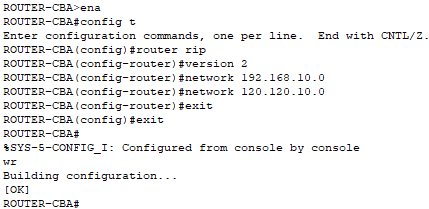 ROUTER-CBA>ena
ROUTER-CBA#config t
Enter configuration commands, one per line.  End with CNTL/Z.
ROUTER-CBA(config)#router rip
ROUTER-CBA(config-router)#version 2
ROUTER-CBA(config-router)#network 192.168.10.0
ROUTER-CBA(config-router)#network 120.120.10.0
ROUTER-CBA(config-router)#exit
ROUTER-CBA(config)#exit
ROUTER-CBA#
%SYS-5-CONFIG_I: Configured from console by console
wr
Building configuration...
[OK]
ROUTER-CBA#